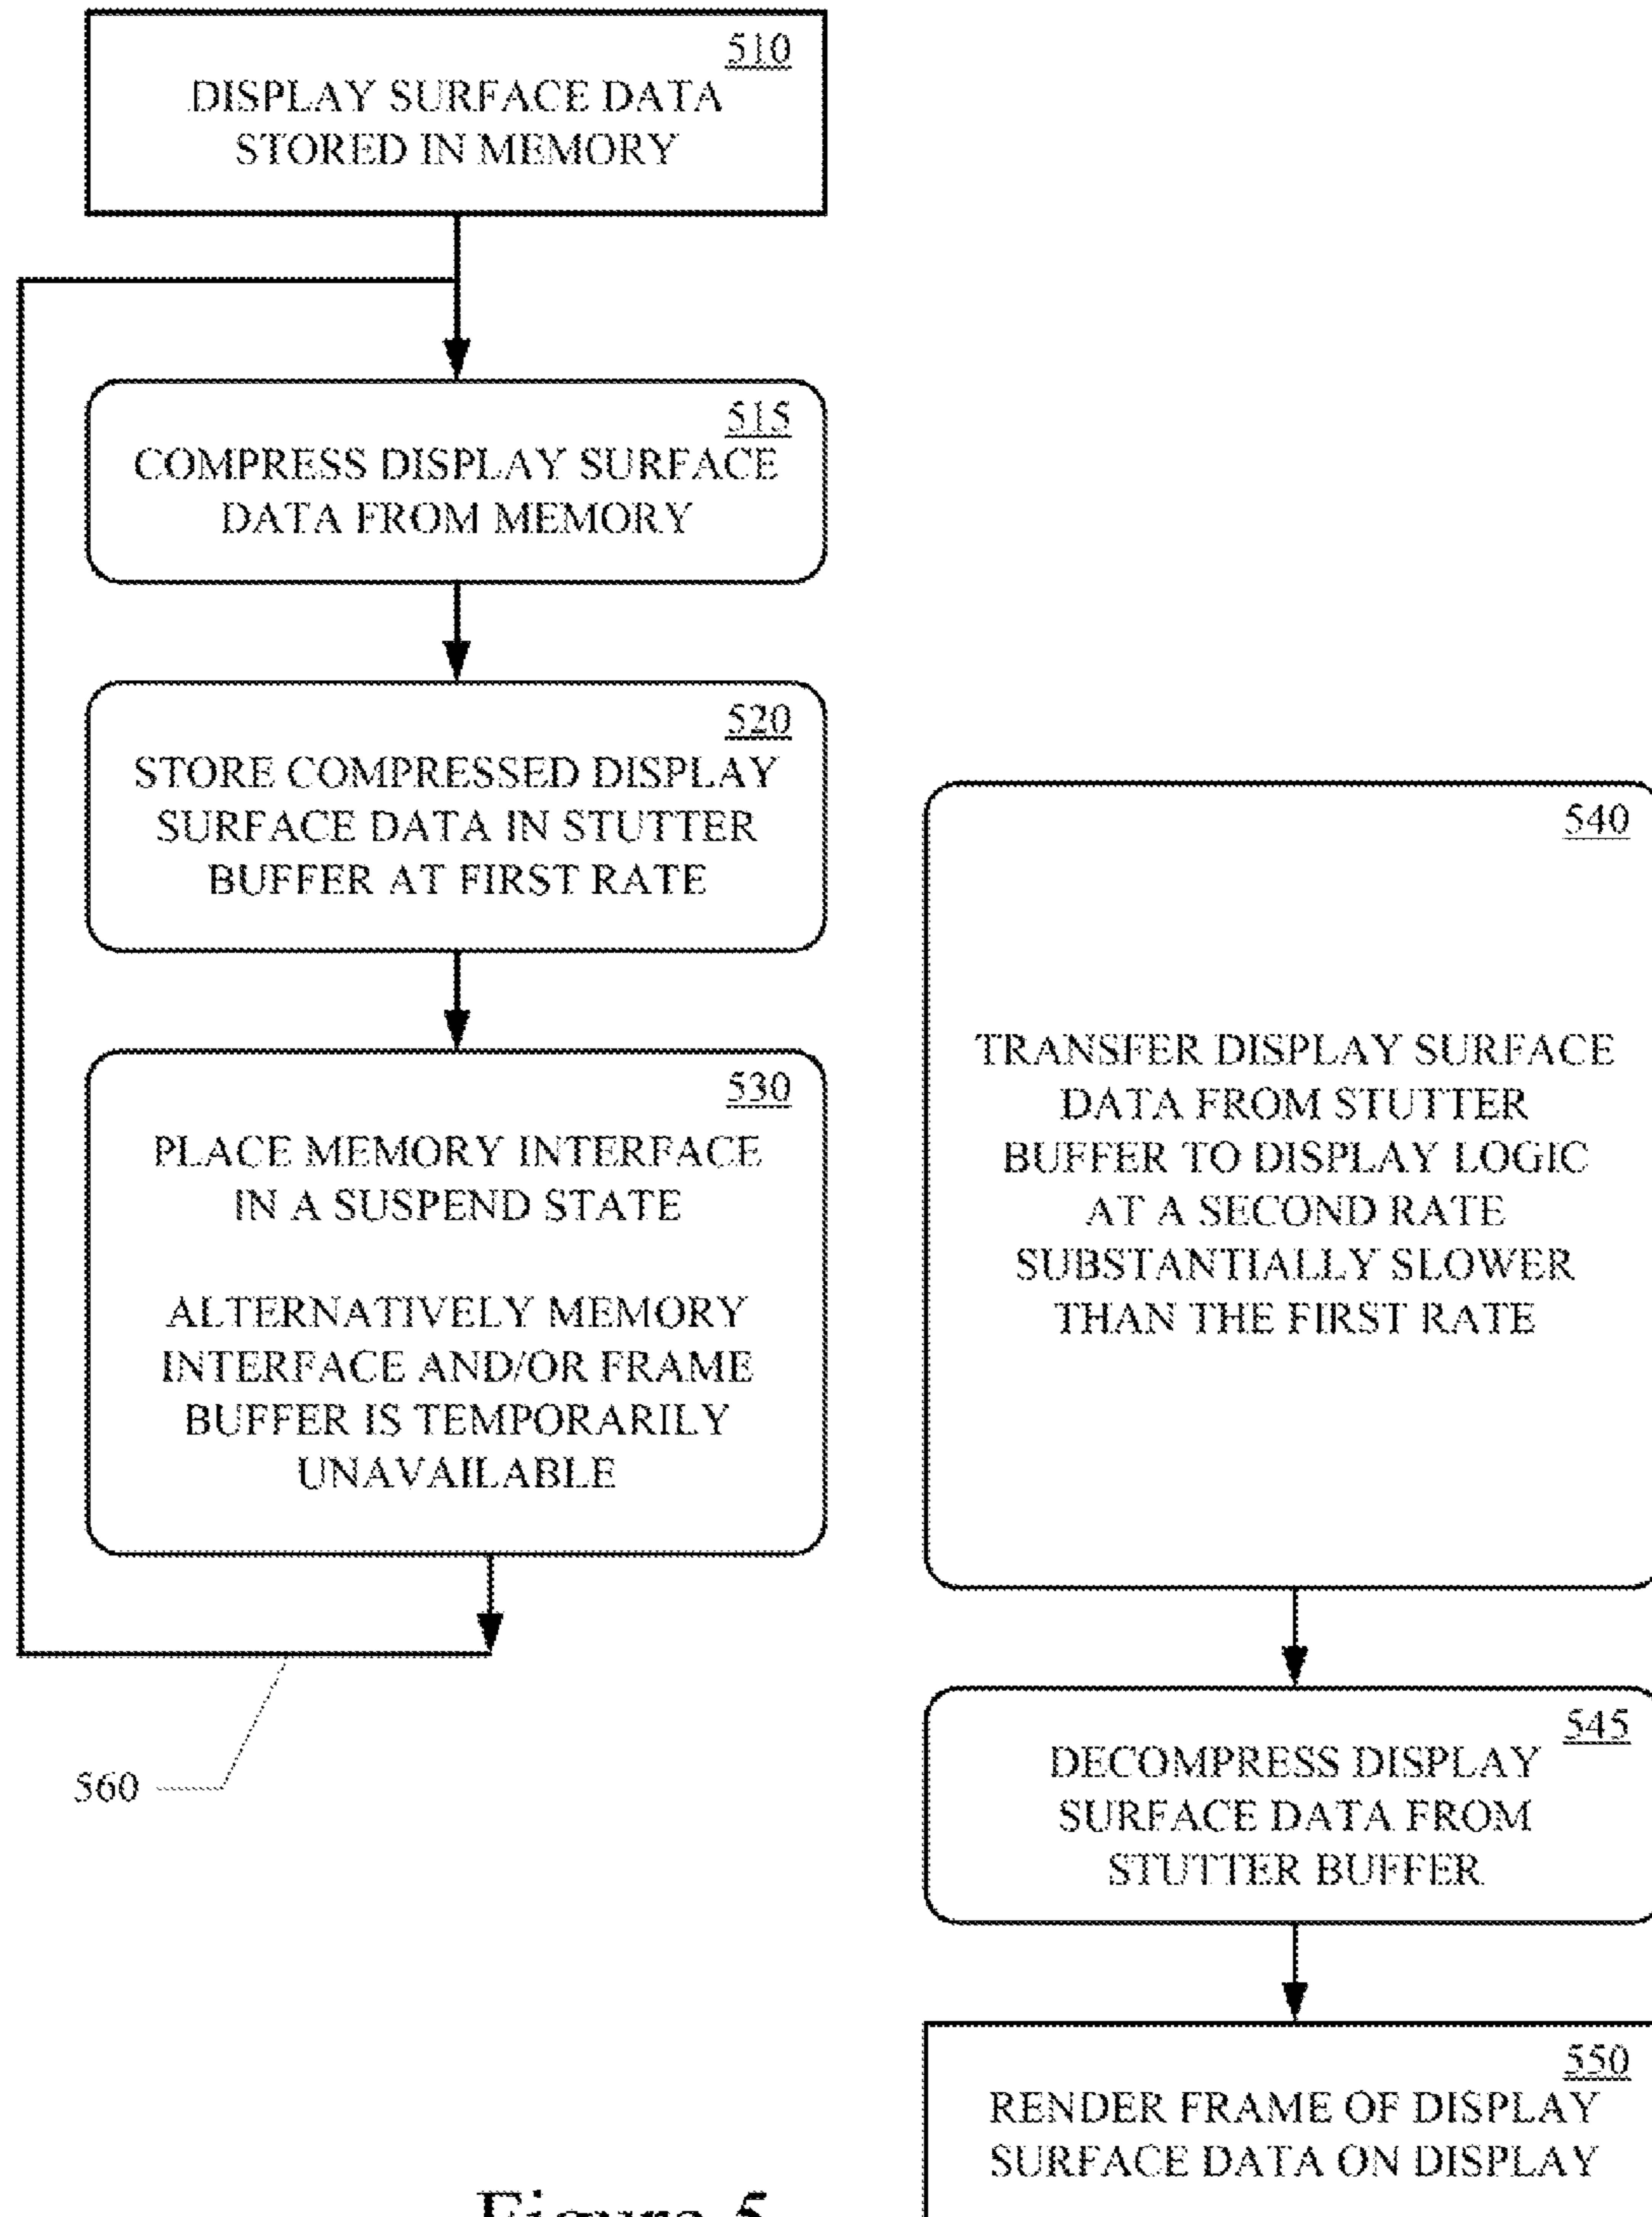 510
DISPLAY SURFACE DATA
STORED IN MEMORY
515
COMPRESS DISPLAY SURFACE
DATA FROM MEMORY
520
STORE COMPRESSED DISPLAY
SURFACE DATA IN STUTTER
BUFFER AT FIRST RATE
530
PLACE MEMORY INTERFACE
IN A SUSPEND STATE
ALTERNATIVELY MEMORY
INTERFACE AND/OR FRAME
BUFFER IS TEMPORARILY
UNAVAILABLE
560
540
TRANSFER DISPLAY SURFACE
DATA FROM STUTTER
BUFFER TO DISPLAY LOGIC
AT A SECOND RATE
SUBSTANTIALLY SLOWER
THAN THE FIRST RATE
545
DECOMPRESS DISPLAY
SURFACE DATA FROM
STUTTER BUFFER
550
RENDER FRAME OF DISPLAY
SURFACE DATA ON DISPLAY
Figure 5